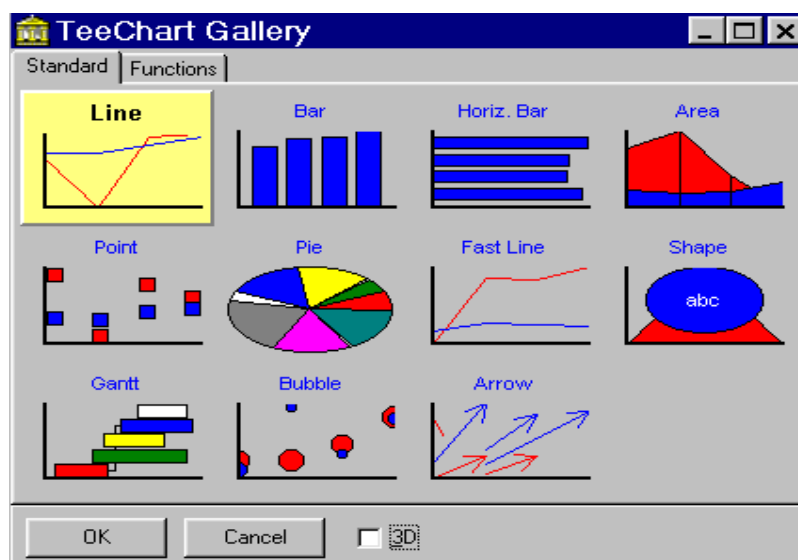 TeeChart Gallery
Standard Functions
Line Bar Horiz. Bar Area
Point Pie Fast Line Shape
abc
Gantt Bubble Arrow
OK Cancel 3D